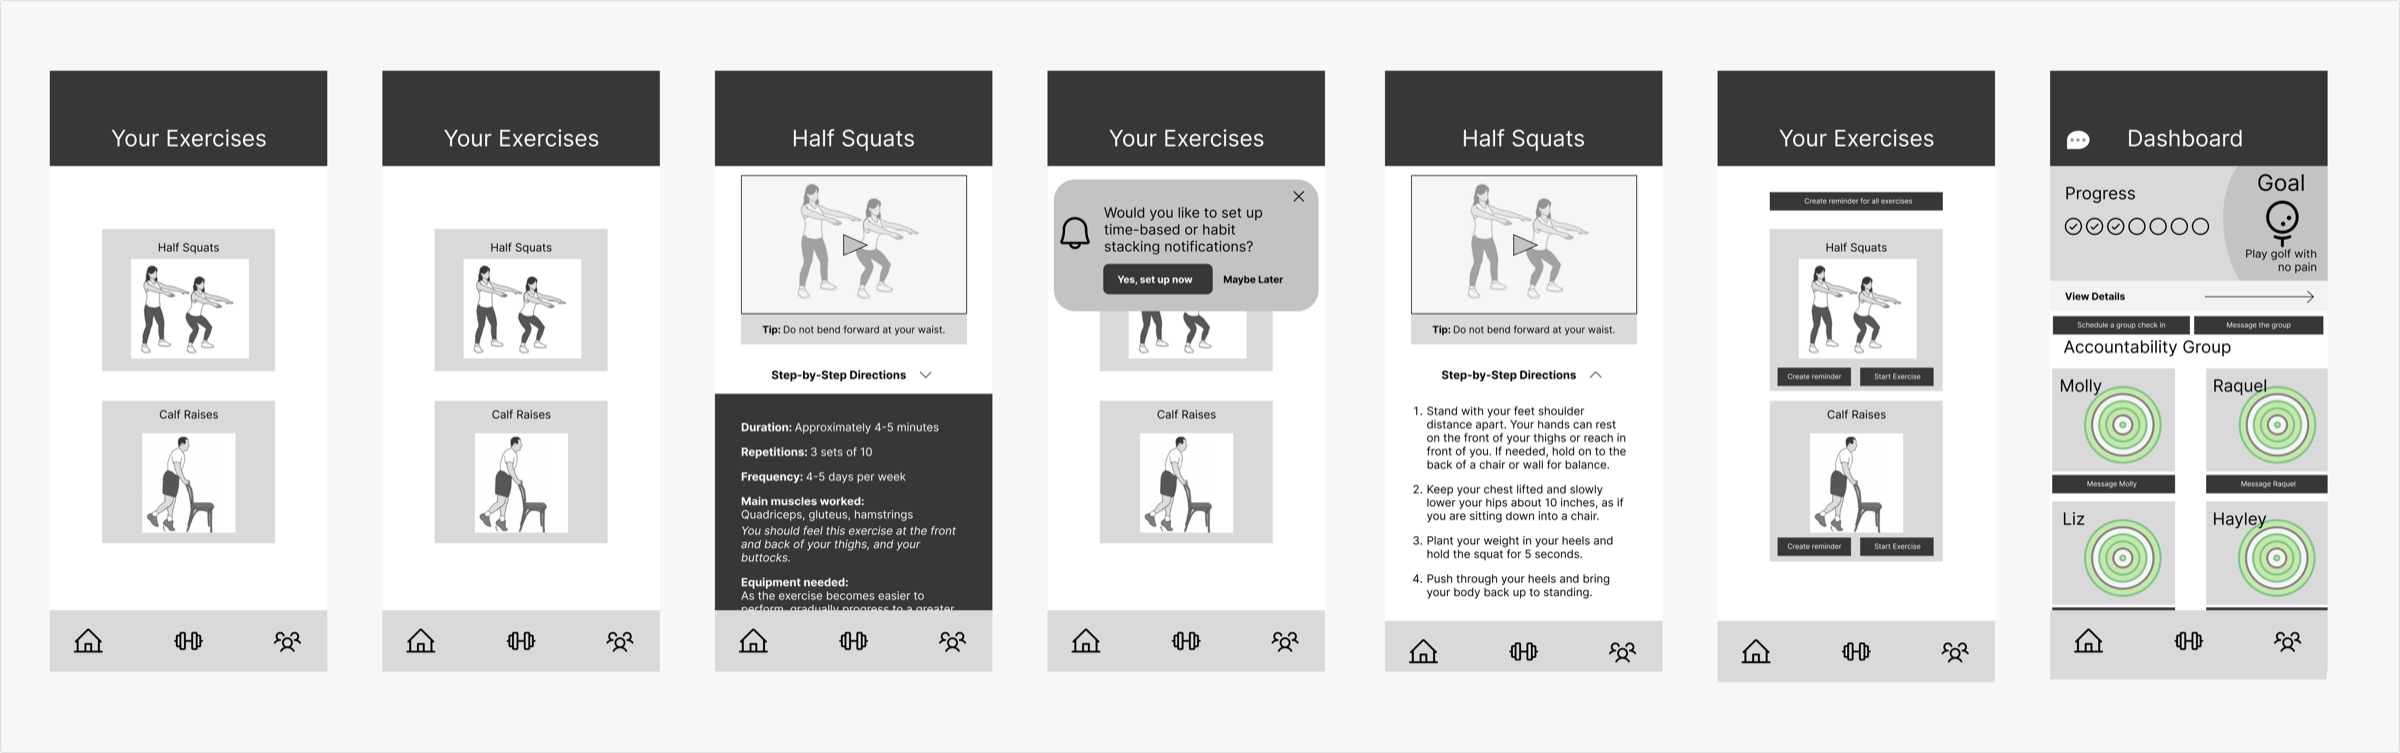 Your Exercises
Half Squats
Calf Raises
Your Exercises
Half Squats
Calf Raises
Half Squats
Tip: Do not bend forward at your waist.
Step-by-Step Directions
Duration: Approximately 4-5 minutes
Repetitions: 3 sets of 10
Frequency: 4-5 days per week
Main muscles worked:
Quadriceps, gluteus, hamstrings
You should feel this exercise at the front
and back of your thighs, and your
buttocks.
Equipment needed:
As the exercise becomes easier to
perform, gradually progress to a greater
Your Exercises
Would you like to set up
time-based or habit
stacking notifications?
Yes, set up now
Maybe Later
Calf Raises
Half Squats
Tip: Do not bend forward at your waist.
Step-by-Step Directions
1. Stand with your feet shoulder
distance apart. Your hands can rest
on the front of your thighs or reach in
front of you. If needed, hold on to the
back of a chair or wall for balance.
2. Keep your chest lifted and slowly
lower your hips about 10 inches, as if
you are sitting down into a chair.
3. Plant your weight in your heels and
hold the squat for 5 seconds.
4. Push through your heels and bring
your body back up to standing.
Your Exercises
Create reminder for all exercises
Half Squats
Create reminder
Start Exercise
Calf Raises
Create reminder
Start Exercise
Dashboard
Progress
Goal
Play golf with
no pain
View Details
Schedule a group check in
Message the group
Accountability Group
Molly
Raquel
Message Molly
Message Raquel
Liz
Hayley